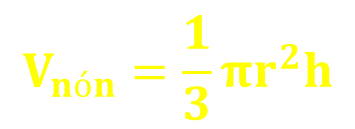 V_nón = 1/3 πr²h